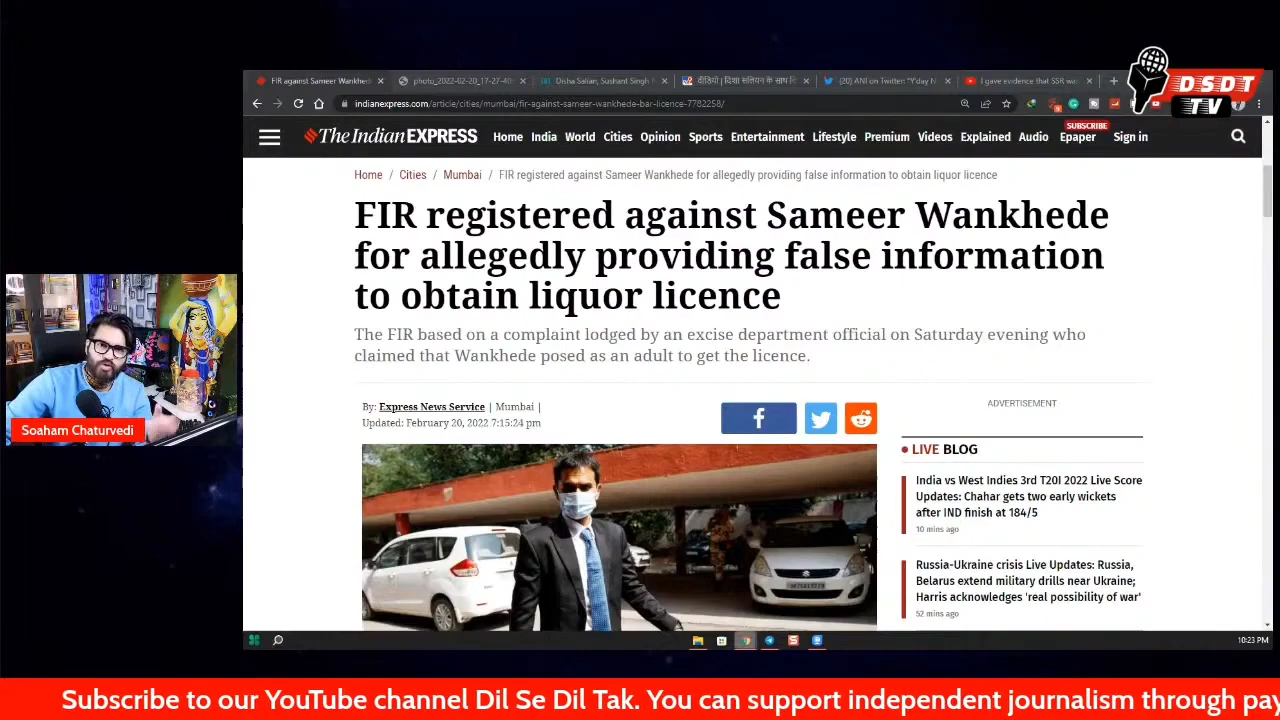 DSDT
TV
FIR against Sameer Wankhed
photo_2022-02-20_17-27-40
Disha Salian, Sushant Singh
(20) ANI on Twitter: "Y'day N
I gave evidence that SSR wa
indianexpress.com/article/cities/mumbai/fir-against-sameer-wankhede-bar-licence-7782258/
The Indian EXPRESS
Home India World Cities Opinion Sports Entertainment Lifestyle Premium Videos Explained Audio Epaper Sign in
SUBSCRIBE
Home / Cities / Mumbai / FIR registered against Sameer Wankhede for allegedly providing false information to obtain liquor licence
FIR registered against Sameer Wankhede
for allegedly providing false information
to obtain liquor licence
The FIR based on a complaint lodged by an excise department official on Saturday evening who
claimed that Wankhede posed as an adult to get the licence.
By: Express News Service | Mumbai |
Updated: February 20, 2022 7:15:24 pm
ADVERTISEMENT
LIVE BLOG
India vs West Indies 3rd T20I 2022 Live Score
Updates: Chahar gets two early wickets
after IND finish at 184/5
10 mins ago
Russia-Ukraine crisis Live Updates: Russia,
Belarus extend military drills near Ukraine;
Harris acknowledges 'real possibility of war'
52 mins ago
Soaham Chaturvedi
10:23 PM
Subscribe to our YouTube channel Dil Se Dil Tak. You can support independent journalism through pay